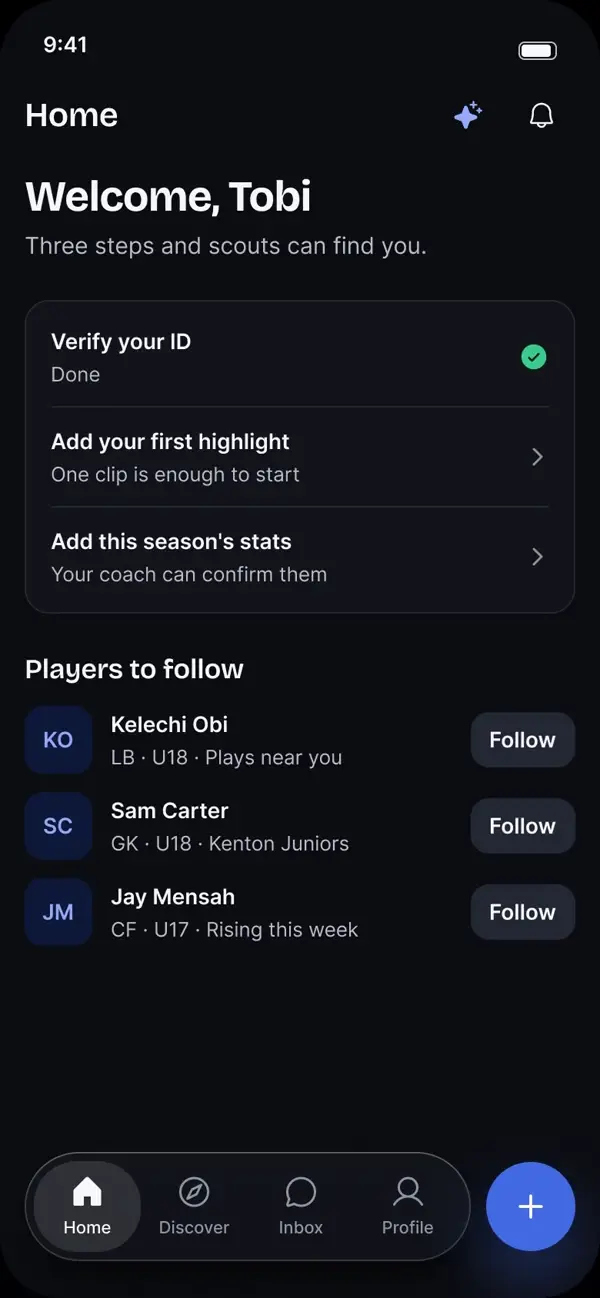 9:41
Home
Welcome, Tobi
Three steps and scouts can find you.
Verify your ID
Done
Add your first highlight
One clip is enough to start
Add this season's stats
Your coach can confirm them
Players to follow
KO
Kelechi Obi
LB · U18 · Plays near you
Follow
SC
Sam Carter
GK · U18 · Kenton Juniors
Follow
JM
Jay Mensah
CF · U17 · Rising this week
Follow
Home
Discover
Inbox
Profile